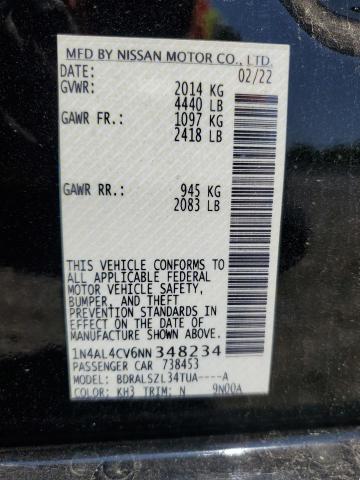 MFD BY NISSAN MOTOR CO., LTD.
DATE: 02/22
GVWR: 2014 KG
4440 LB
GAWR FR.: 1097 KG
2418 LB
GAWR RR.: 945 KG
2083 LB
THIS VEHICLE CONFORMS TO
ALL APPLICABLE FEDERAL
MOTOR VEHICLE SAFETY,
BUMPER, AND THEFT
PREVENTION STANDARDS IN
EFFECT ON THE DATE OF
MANUFACTURE SHOWN ABOVE.
1N4AL4CV6NN348234
PASSENGER CAR 738453
MODEL: BDRALSZL34TUA----A
COLOR: KH3 TRIM: N 9N00A